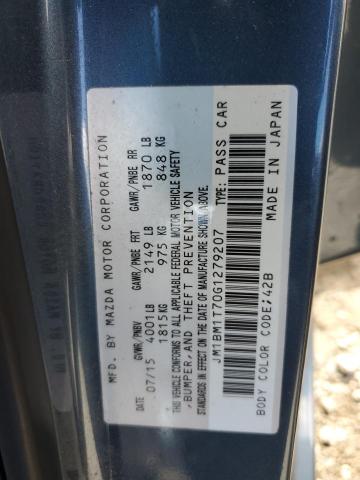 MFD. BY MAZDA MOTOR CORPORATION
DATE GVWR/PNBV GAWR/PNBE FRT GAWR/PNBE RR
07/15 4001LB 2149 LB 1870 LB
1815KG 975 KG 848 KG
THIS VEHICLE CONFORMS TO ALL APPLICABLE FEDERAL MOTOR VEHICLE SAFETY
,BUMPER,AND THEFT PREVENTION
STANDARDS IN EFFECT ON THE DATE OF MANUFACTURE SHOWN ABOVE.
JM1BM1T70G1279207 TYPE: PASS CAR
BODY COLOR CODE:42B MADE IN JAPAN